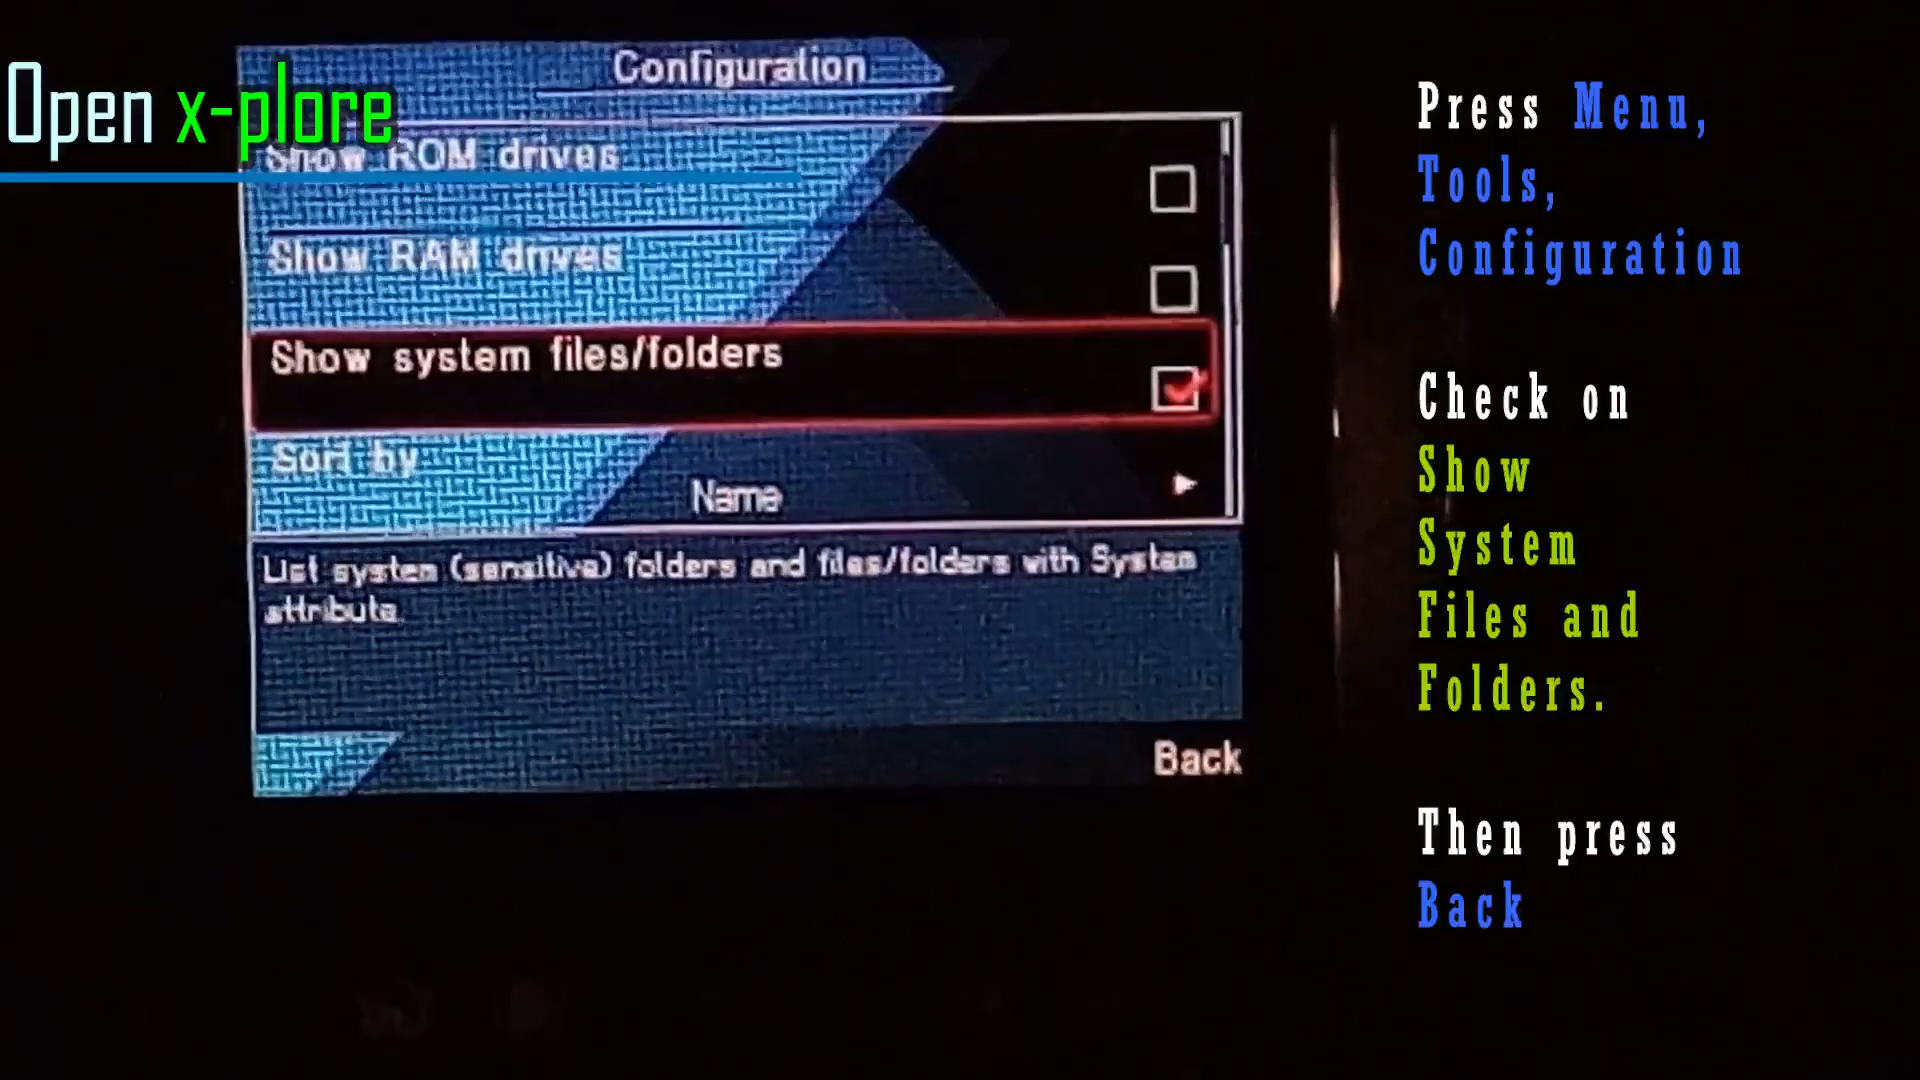 Open x-plore
Configuration
Show ROM drives
Show RAM drives
Show system files/folders
Sort by
Name
List system (sensitive) folders and files/folders with System
attribute.
Back
Press Menu,
Tools,
Configuration
Check on
Show
System
Files and
Folders.
Then press
Back